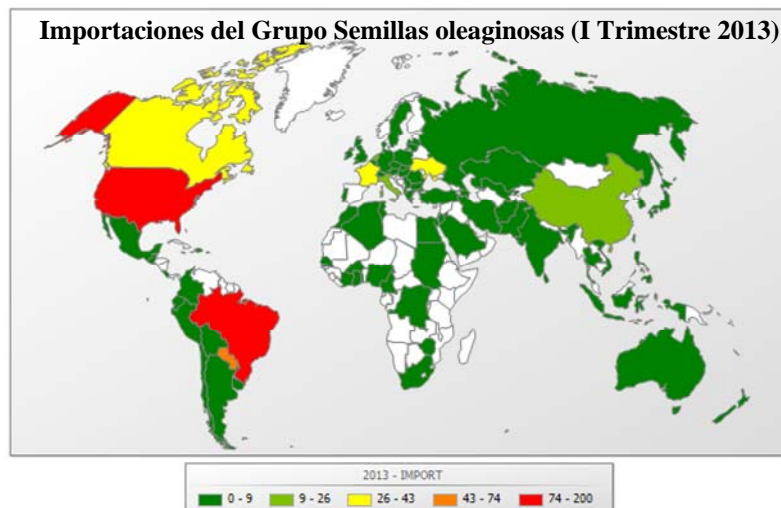 Importaciones del Grupo Semillas oleaginosas (I Trimestre 2013)
2013 - IMPORT
0 - 9 9 - 26 26 - 43 43 - 74 74 - 200